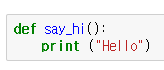 def say_hi():
    print ("Hello")